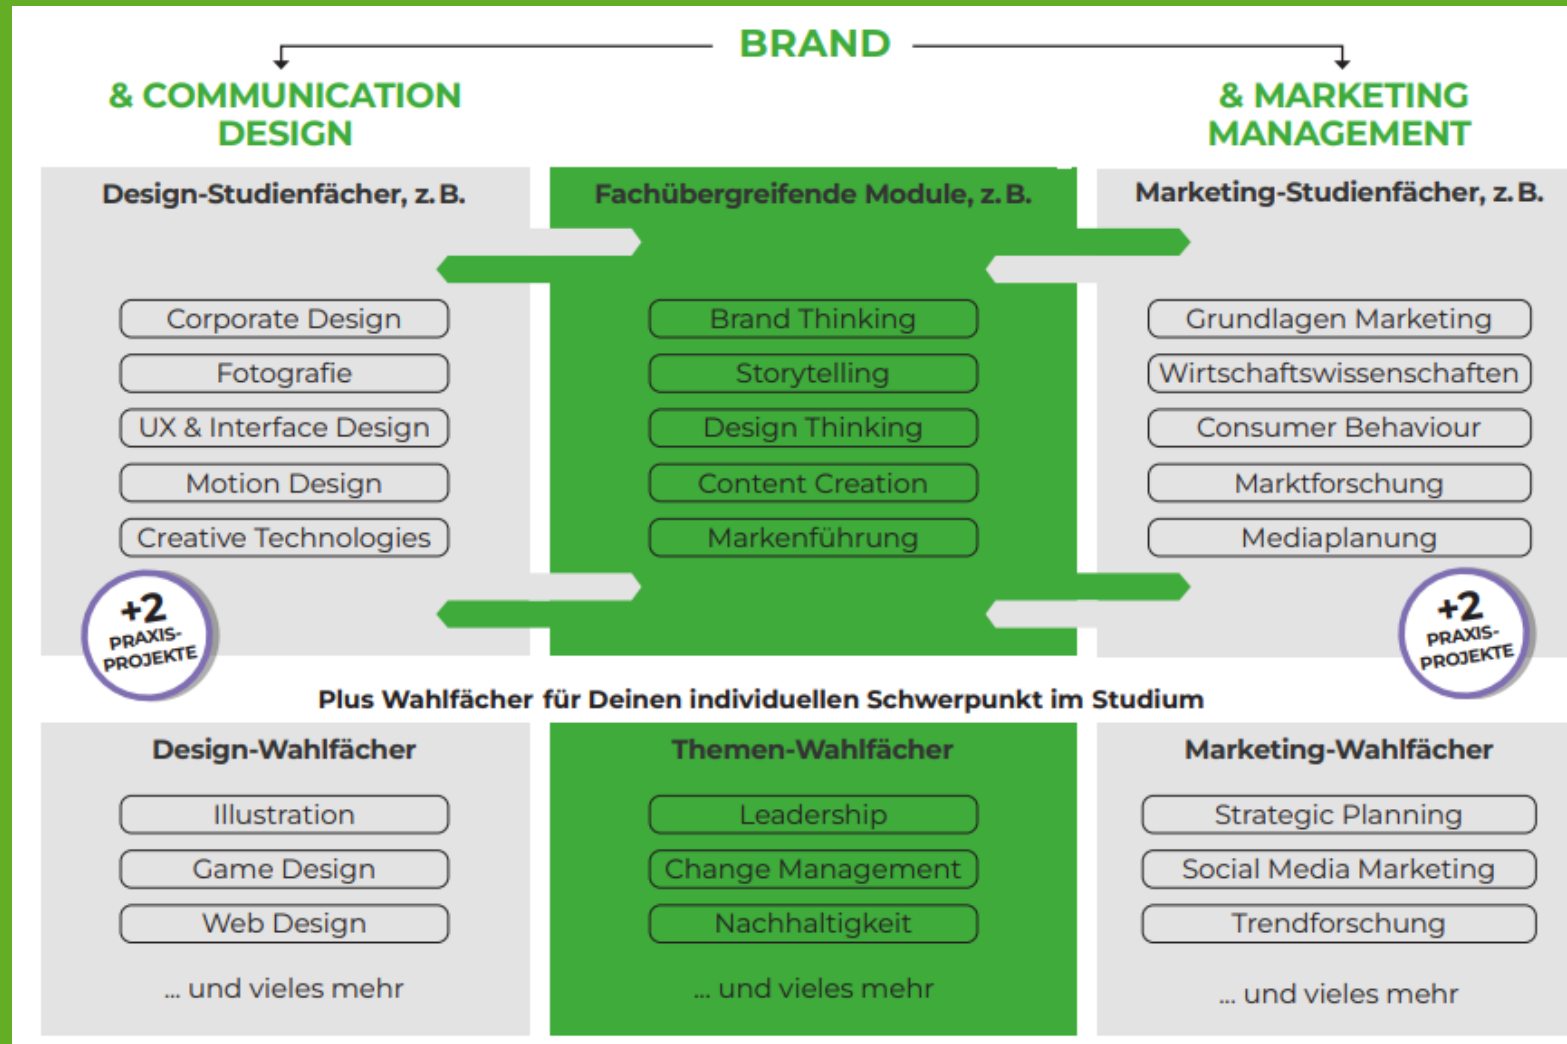 BRAND
& COMMUNICATION
DESIGN
& MARKETING
MANAGEMENT
Design-Studienfächer, z. B.
Corporate Design
Fotografie
UX & Interface Design
Motion Design
Creative Technologies
+2
PRAXIS-
PROJEKTE
Fachübergreifende Module, z. B.
Brand Thinking
Storytelling
Design Thinking
Content Creation
Markenführung
Marketing-Studienfächer, z. B.
Grundlagen Marketing
Wirtschaftswissenschaften
Consumer Behaviour
Marktforschung
Mediaplanung
+2
PRAXIS-
PROJEKTE
Plus Wahlfächer für Deinen individuellen Schwerpunkt im Studium
Design-Wahlfächer
Illustration
Game Design
Web Design
... und vieles mehr
Themen-Wahlfächer
Leadership
Change Management
Nachhaltigkeit
... und vieles mehr
Marketing-Wahlfächer
Strategic Planning
Social Media Marketing
Trendforschung
... und vieles mehr